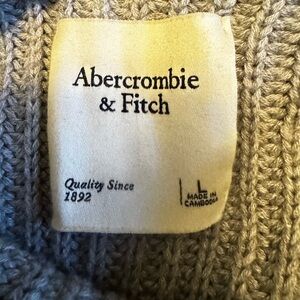 Abercrombie
& Fitch
Quality Since
1892
L
MADE IN
CAMBODIA